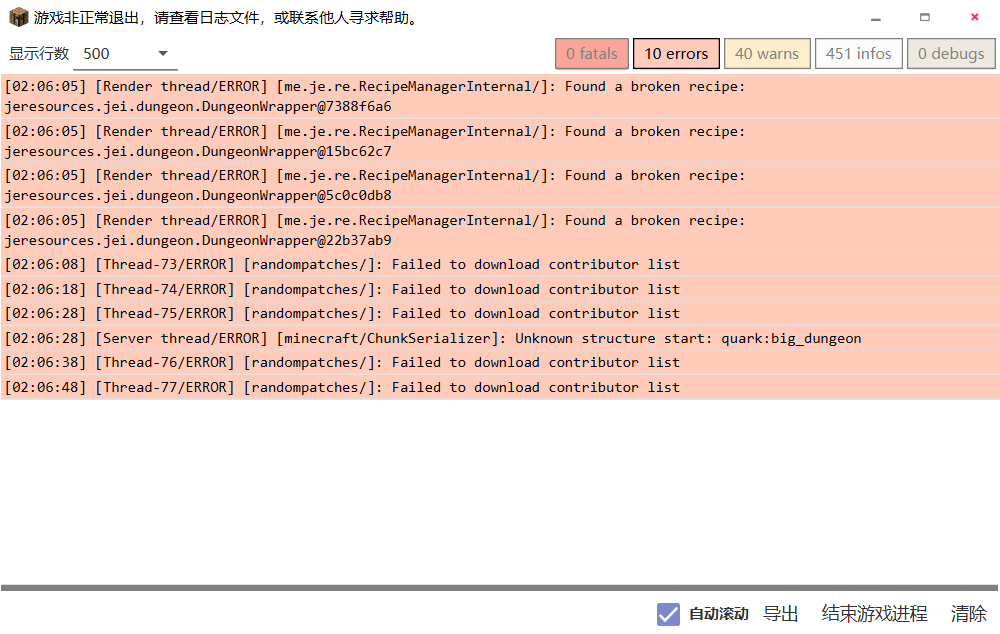 游戏非正常退出，请查看日志文件，或联系他人寻求帮助。
显示行数 500 0 fatals 10 errors 40 warns 451 infos 0 debugs
[02:06:05] [Render thread/ERROR] [me.je.re.RecipeManagerInternal/]: Found a broken recipe:
jeresources.jei.dungeon.DungeonWrapper@7388f6a6
[02:06:05] [Render thread/ERROR] [me.je.re.RecipeManagerInternal/]: Found a broken recipe:
jeresources.jei.dungeon.DungeonWrapper@15bc62c7
[02:06:05] [Render thread/ERROR] [me.je.re.RecipeManagerInternal/]: Found a broken recipe:
jeresources.jei.dungeon.DungeonWrapper@5c0c0db8
[02:06:05] [Render thread/ERROR] [me.je.re.RecipeManagerInternal/]: Found a broken recipe:
jeresources.jei.dungeon.DungeonWrapper@22b37ab9
[02:06:08] [Thread-73/ERROR] [randompatches/]: Failed to download contributor list
[02:06:18] [Thread-74/ERROR] [randompatches/]: Failed to download contributor list
[02:06:28] [Thread-75/ERROR] [randompatches/]: Failed to download contributor list
[02:06:28] [Server thread/ERROR] [minecraft/ChunkSerializer]: Unknown structure start: quark:big_dungeon
[02:06:38] [Thread-76/ERROR] [randompatches/]: Failed to download contributor list
[02:06:48] [Thread-77/ERROR] [randompatches/]: Failed to download contributor list
自动滚动 导出 结束游戏进程 清除